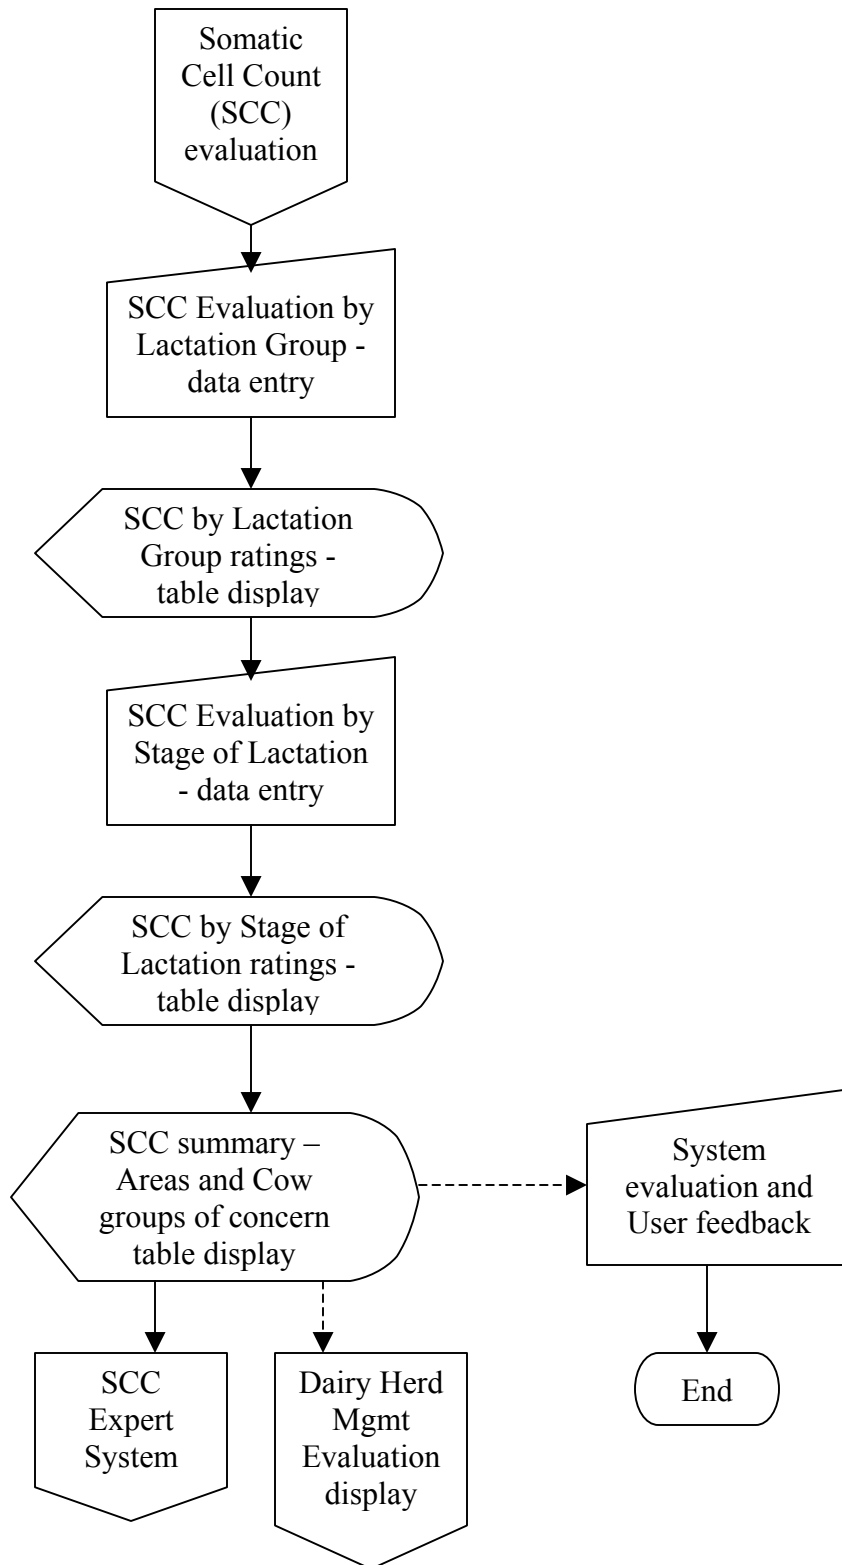 Somatic
Cell Count
(SCC)
evaluation
SCC Evaluation by
Lactation Group -
data entry
SCC by Lactation
Group ratings -
table display
SCC Evaluation by
Stage of Lactation
- data entry
SCC by Stage of
Lactation ratings -
table display
SCC summary –
Areas and Cow
groups of concern
table display
System
evaluation and
User feedback
SCC
Expert
System
Dairy Herd
Mgmt
Evaluation
display
End